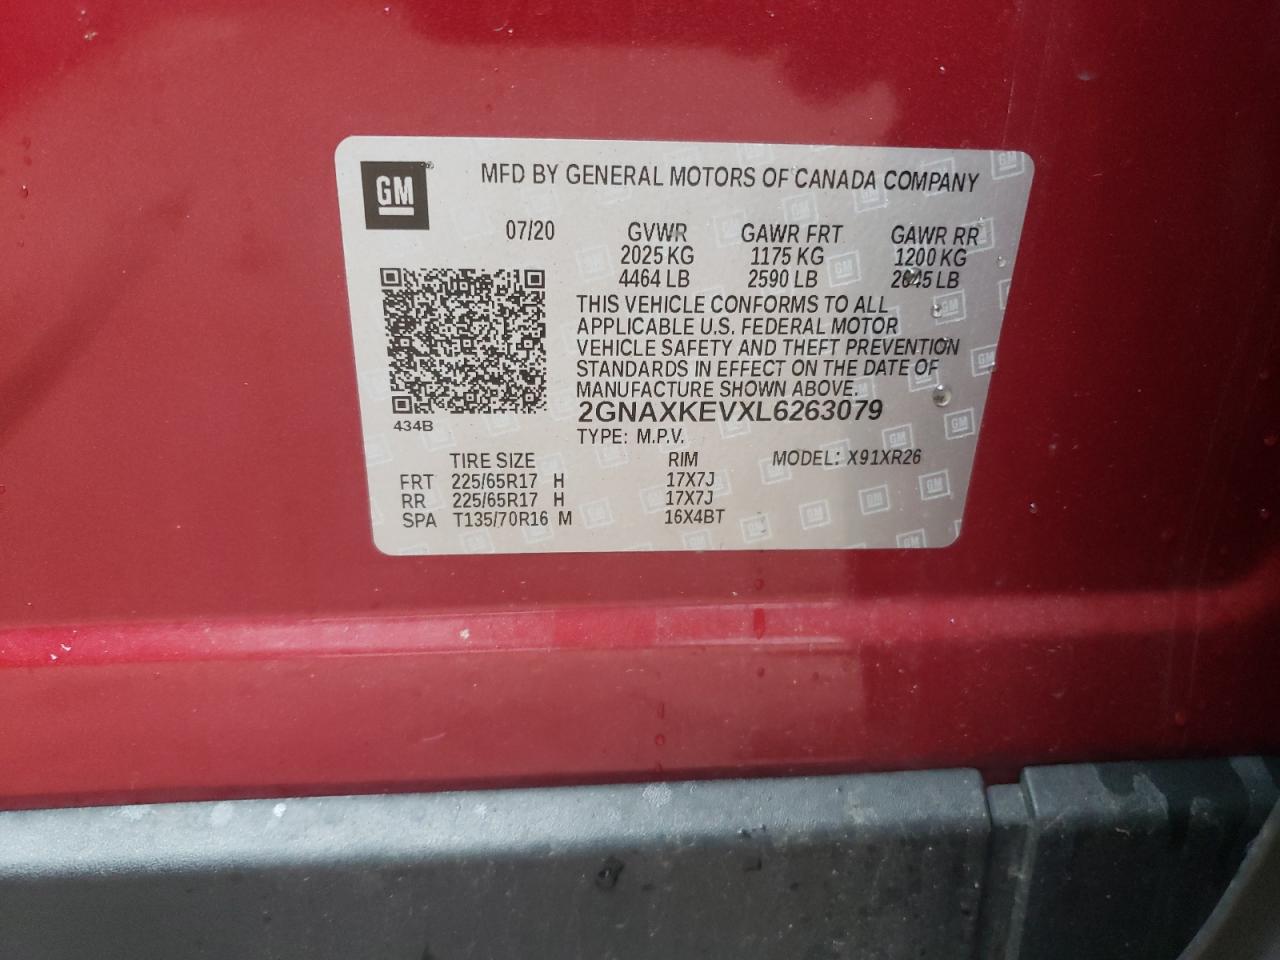 GM
MFD BY GENERAL MOTORS OF CANADA COMPANY
07/20 GVWR GAWR FRT GAWR RR
2025 KG 1175 KG 1200 KG
4464 LB 2590 LB 2645 LB
THIS VEHICLE CONFORMS TO ALL
APPLICABLE U.S. FEDERAL MOTOR
VEHICLE SAFETY AND THEFT PREVENTION
STANDARDS IN EFFECT ON THE DATE OF
MANUFACTURE SHOWN ABOVE.
2GNAXKEVXL6263079
434B
TYPE: M.P.V.
TIRE SIZE RIM MODEL: X91XR26
FRT 225/65R17 H 17X7J
RR 225/65R17 H 17X7J
SPA T135/70R16 M 16X4BT